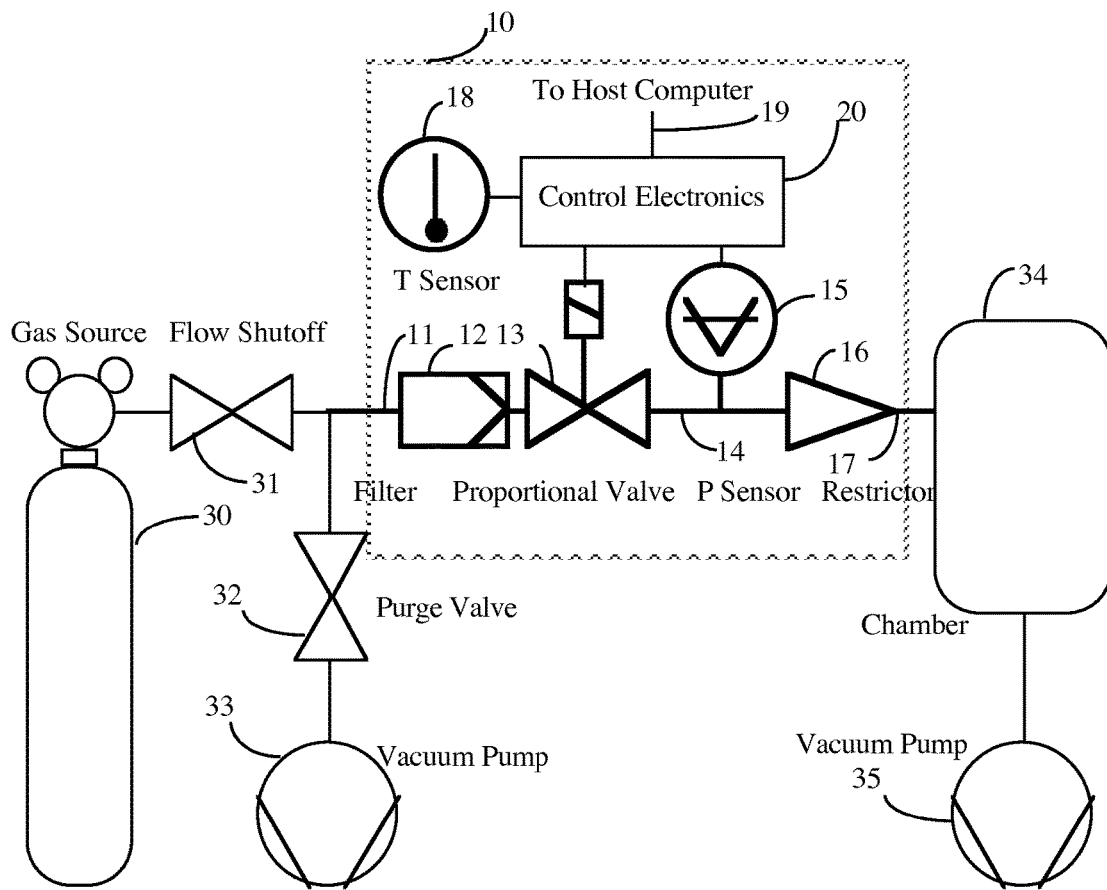 10
To Host Computer
18
19
20
Control Electronics
T Sensor
15
34
Gas Source
Flow Shutoff
11
12
13
16
14
17
31
Filter
Proportional Valve
P Sensor
Restrictor
30
32
Purge Valve
Chamber
33
Vacuum Pump
Vacuum Pump
35